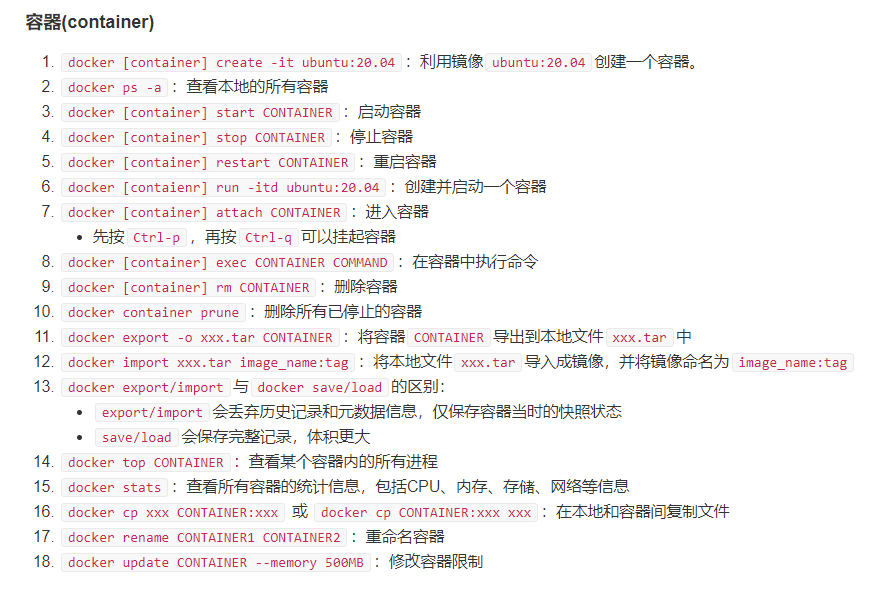 容器(container)
1. docker [container] create -it ubuntu:20.04 ：利用镜像 ubuntu:20.04 创建一个容器。
2. docker ps -a ：查看本地的所有容器
3. docker [container] start CONTAINER ：启动容器
4. docker [container] stop CONTAINER ：停止容器
5. docker [container] restart CONTAINER ：重启容器
6. docker [contaienr] run -itd ubuntu:20.04 ：创建并启动一个容器
7. docker [container] attach CONTAINER ：进入容器
• 先按 Ctrl-p ，再按 Ctrl-q 可以挂起容器
8. docker [container] exec CONTAINER COMMAND ：在容器中执行命令
9. docker [container] rm CONTAINER ：删除容器
10. docker container prune ：删除所有已停止的容器
11. docker export -o xxx.tar CONTAINER ：将容器 CONTAINER 导出到本地文件 xxx.tar 中
12. docker import xxx.tar image_name:tag ：将本地文件 xxx.tar 导入成镜像，并将镜像命名为 image_name:tag
13. docker export/import 与 docker save/load 的区别：
• export/import 会丢弃历史记录和元数据信息，仅保存容器当时的快照状态
• save/load 会保存完整记录，体积更大
14. docker top CONTAINER ：查看某个容器内的所有进程
15. docker stats ：查看所有容器的统计信息，包括CPU、内存、存储、网络等信息
16. docker cp xxx CONTAINER:xxx 或 docker cp CONTAINER:xxx xxx ：在本地和容器间复制文件
17. docker rename CONTAINER1 CONTAINER2 ：重命名容器
18. docker update CONTAINER --memory 500MB ：修改容器限制